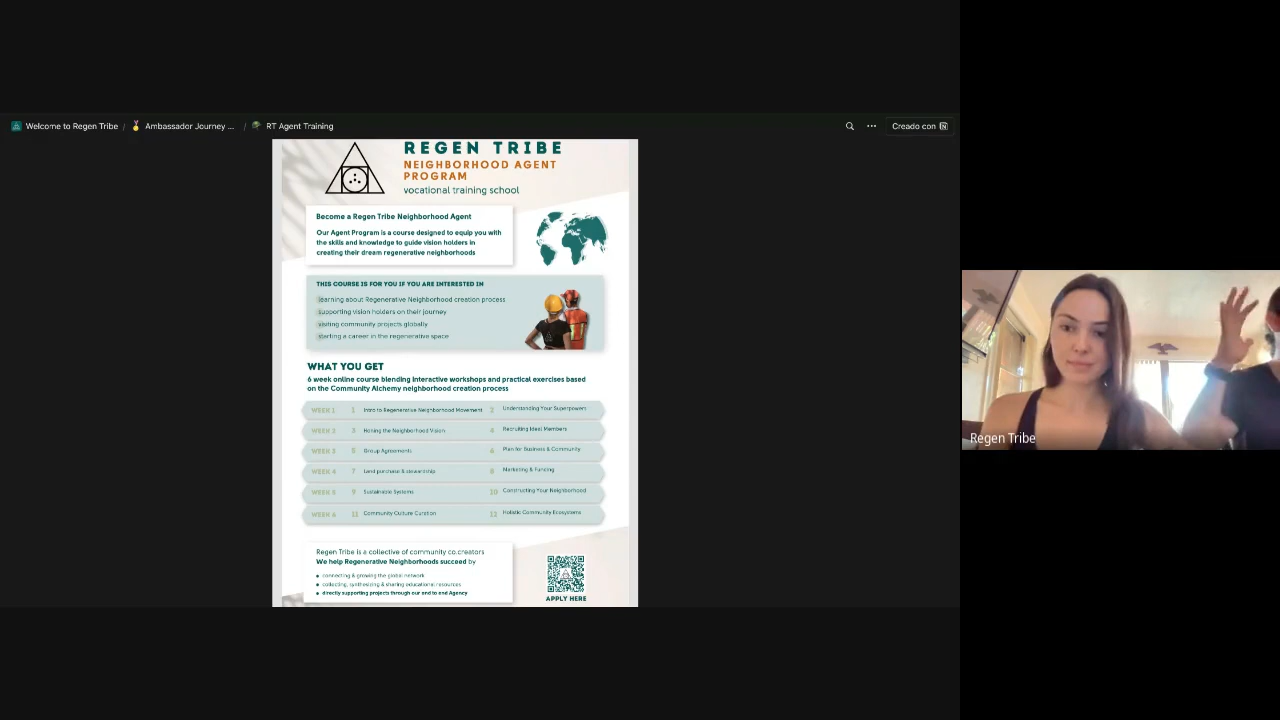 Welcome to Regen Tribe / Ambassador Journey ... / RT Agent Training
Creado con
REGEN TRIBE
NEIGHBORHOOD AGENT
PROGRAM
vocational training school
Become a Regen Tribe Neighborhood Agent
Our Agent Program is a course designed to equip you with
the skills and knowledge to guide vision holders in
creating their dream regenerative neighborhoods
THIS COURSE IS FOR YOU IF YOU ARE INTERESTED IN
learning about Regenerative Neighborhood creation process
supporting vision holders on their journey
visiting community projects globally
starting a career in the regenerative space
WHAT YOU GET
6 week online course blending interactive workshops and practical exercises based
on the Community Alchemy neighborhood creation process
WEEK 1 1 Intro to Regenerative Neighborhood Movement 2 Understanding Your Superpowers
WEEK 2 3 Honing the Neighborhood Vision 4 Recruiting Ideal Members
WEEK 3 5 Group Agreements 6 Plan for Business & Community
WEEK 4 7 Land purchase & stewardship 8 Marketing & Funding
WEEK 5 9 Sustainable Systems 10 Constructing Your Neighborhood
WEEK 6 11 Community Culture Curation 12 Holistic Community Ecosystems
Regen Tribe is a collective of community co.creators
We help Regenerative Neighborhoods succeed by
connecting & growing the global network
collecting, synthesizing & sharing educational resources
directly supporting projects through our end to end Agency
APPLY HERE
Regen Tribe